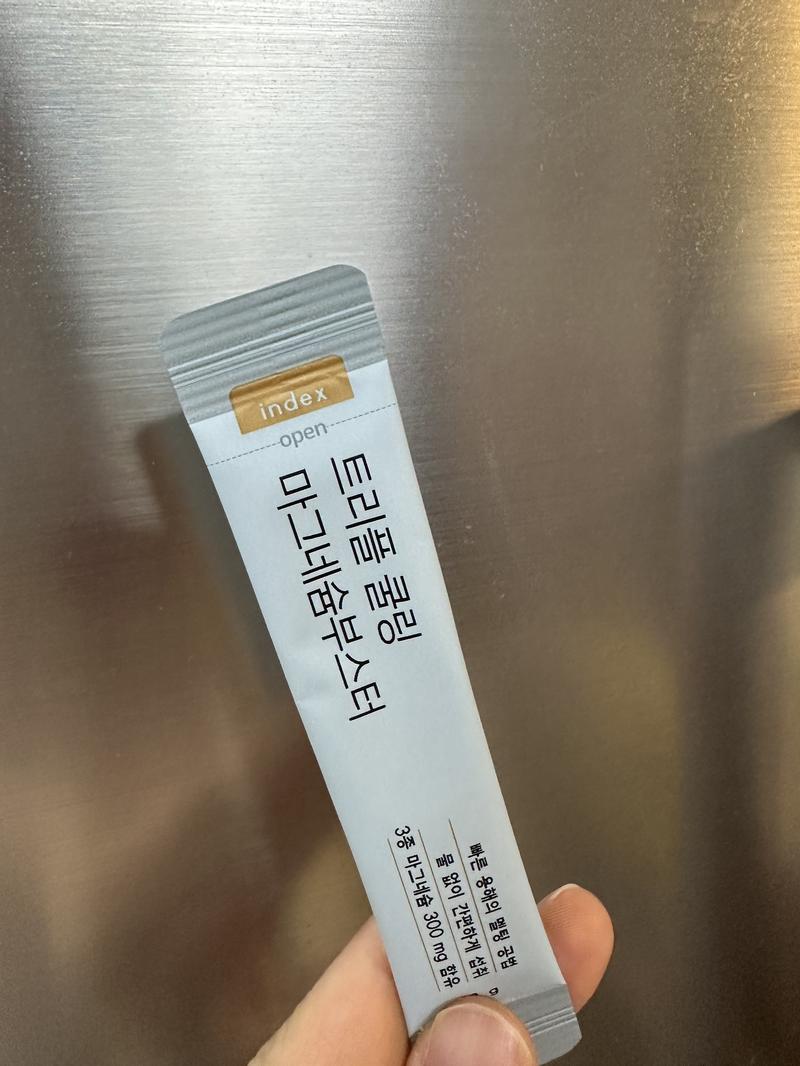 index
open
트리플 쿨링
마그네슘부스터
빠른 용해의 멜팅 공법
물 없이 간편하게 섭취
3종 마그네슘 300 mg 함유